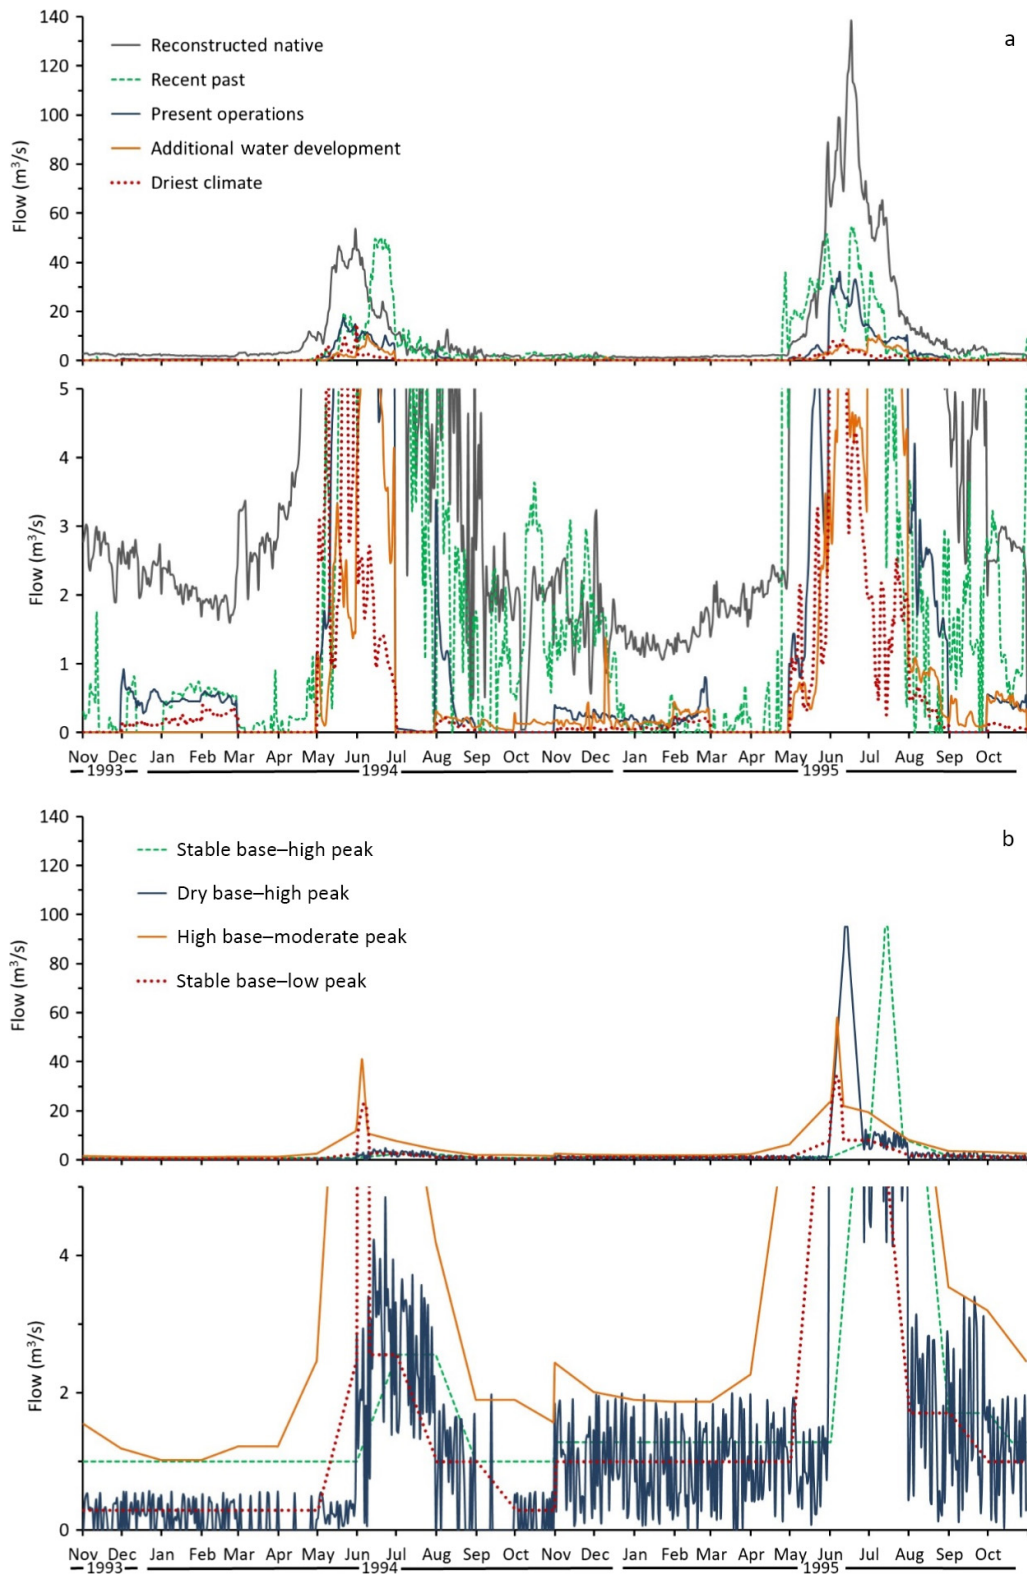 140
a
Reconstructed native
120
Recent past
100
Present operations
80
Additional water development
Driest climate
60
40
20
0
Flow (m³/s)
5
4
3
2
1
0
Flow (m³/s)
Nov Dec Jan Feb Mar Apr May Jun Jul Aug Sep Oct Nov Dec Jan Feb Mar Apr May Jun Jul Aug Sep Oct
1993 1994 1995
140
b
Stable base–high peak
120
Dry base–high peak
100
High base–moderate peak
80
Stable base–low peak
60
40
20
0
Flow (m³/s)
4
2
0
Flow (m³/s)
Nov Dec Jan Feb Mar Apr May Jun Jul Aug Sep Oct Nov Dec Jan Feb Mar Apr May Jun Jul Aug Sep Oct
1993 1994 1995